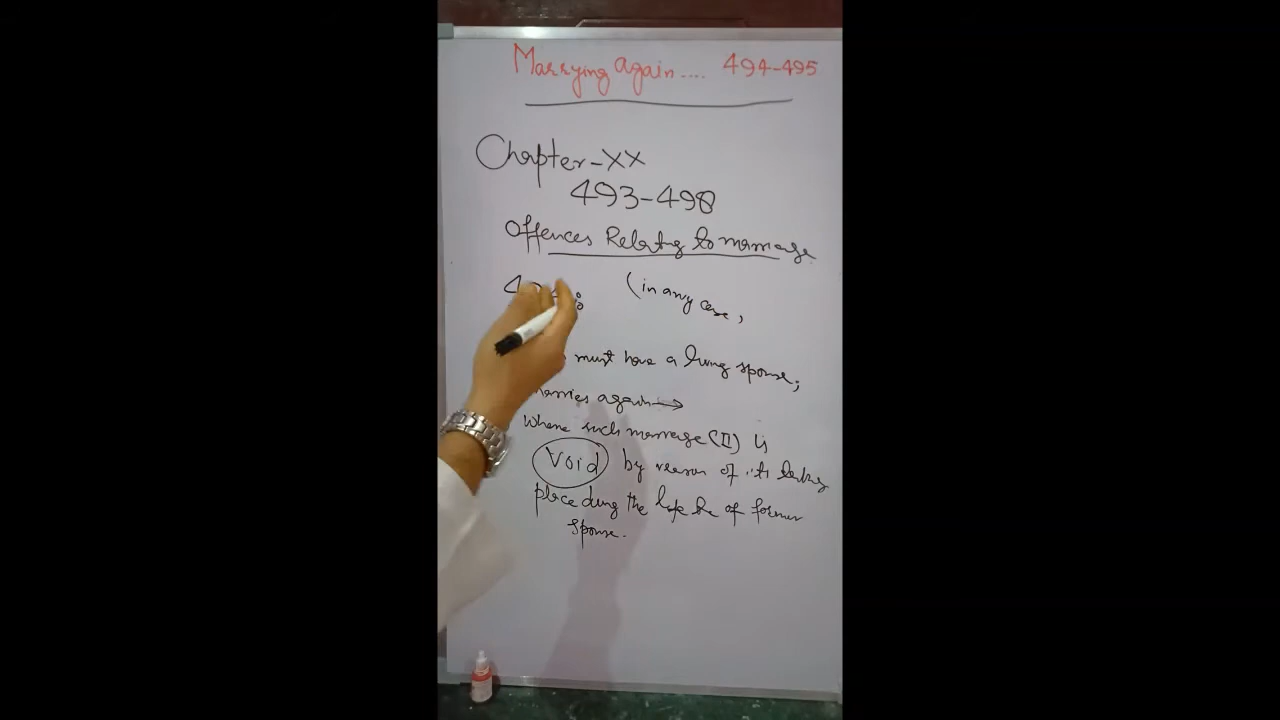 Marrying again.... 494-495
Chapter-XX
493-498
Offences Relating to marriage
(in any case,
must have a living spouse;
Marries again→
where such marriage (II) is
Void by reason of its taking
place during the life of former
spouse.